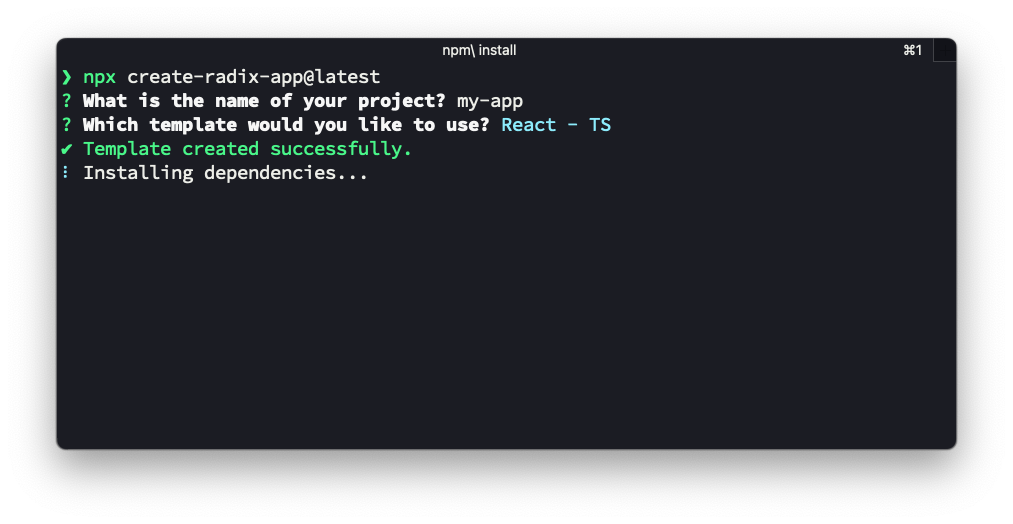 npm\ install ⌘1
❯ npx create-radix-app@latest
? What is the name of your project? my-app
? Which template would you like to use? React - TS
✔ Template created successfully.
⠸ Installing dependencies...